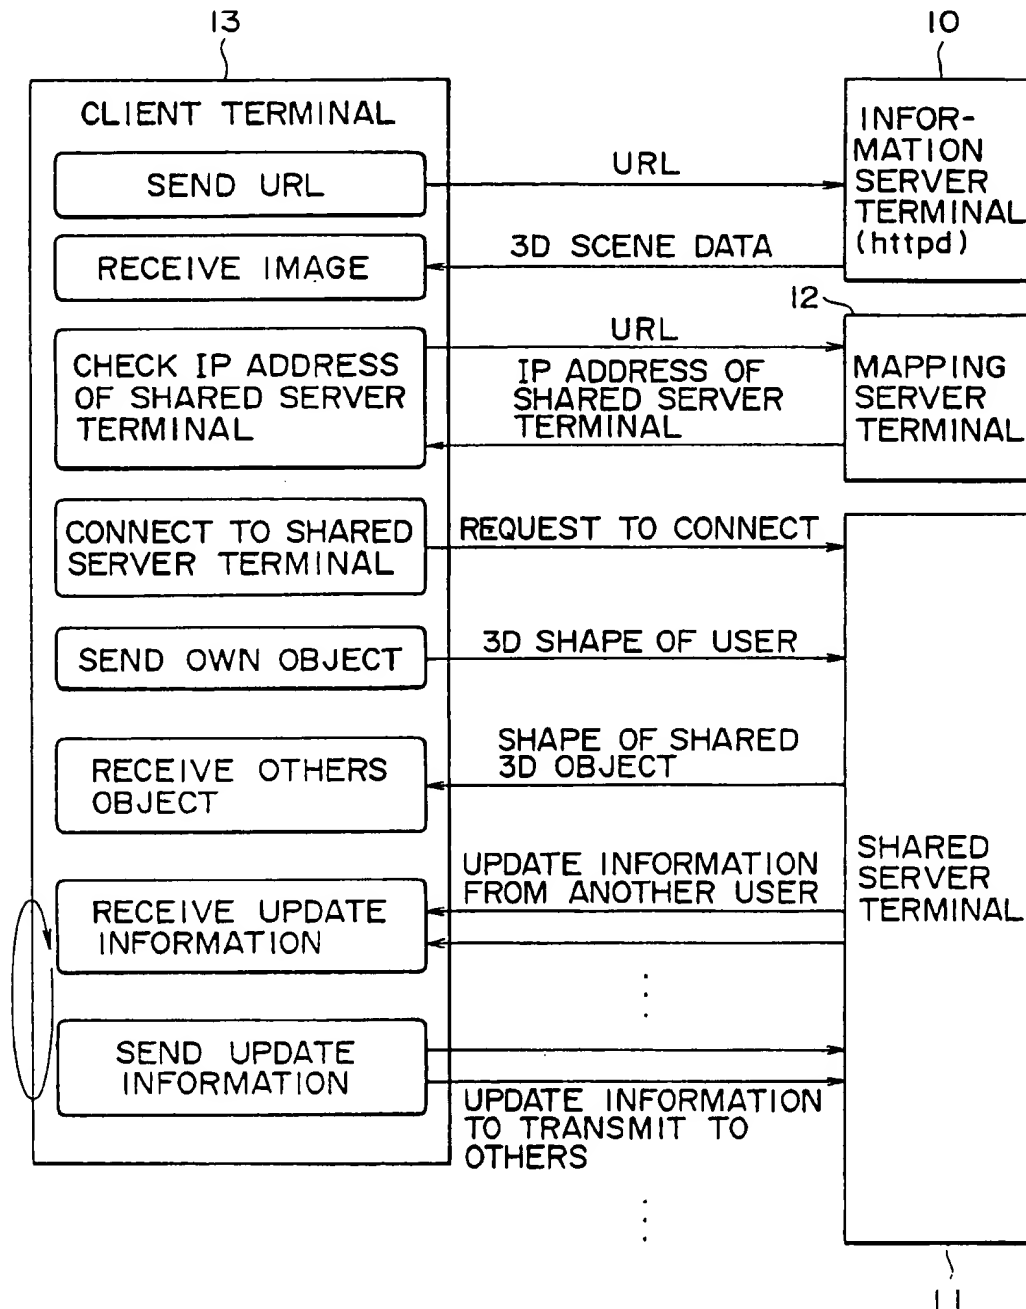 13
10
CLIENT TERMINAL
SEND URL
URL
INFOR-
MATION
SERVER
TERMINAL
(httpd)
RECEIVE IMAGE
3D SCENE DATA
12
CHECK IP ADDRESS
OF SHARED SERVER
TERMINAL
URL
IP ADDRESS OF
SHARED SERVER
TERMINAL
MAPPING
SERVER
TERMINAL
CONNECT TO SHARED
SERVER TERMINAL
REQUEST TO CONNECT
SEND OWN OBJECT
3D SHAPE OF USER
RECEIVE OTHERS
OBJECT
SHAPE OF SHARED
3D OBJECT
SHARED
SERVER
TERMINAL
RECEIVE UPDATE
INFORMATION
UPDATE INFORMATION
FROM ANOTHER USER
SEND UPDATE
INFORMATION
UPDATE INFORMATION
TO TRANSMIT TO
OTHERS
11